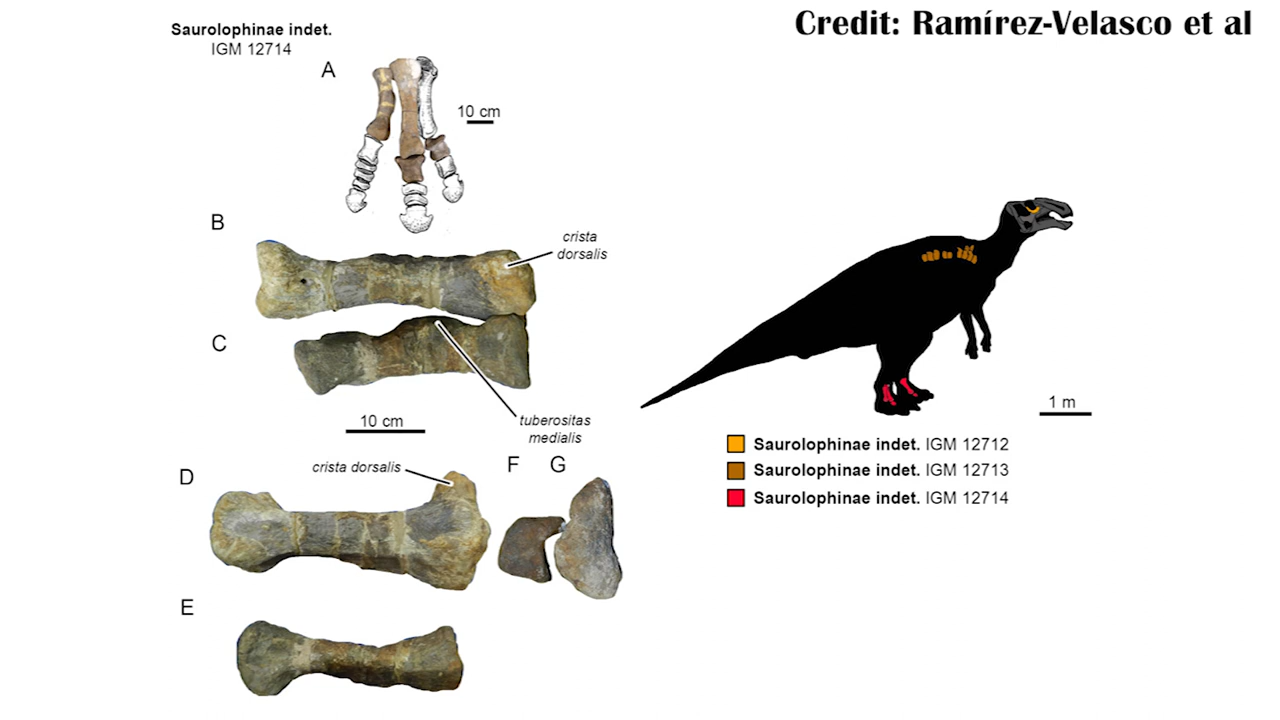 Credit: Ramírez-Velasco et al
Saurolophinae indet.
IGM 12714
A
10 cm
B
crista
dorsalis
C
10 cm
tuberositas
medialis
D
crista dorsalis
F
G
E
1 m
Saurolophinae indet. IGM 12712
Saurolophinae indet. IGM 12713
Saurolophinae indet. IGM 12714